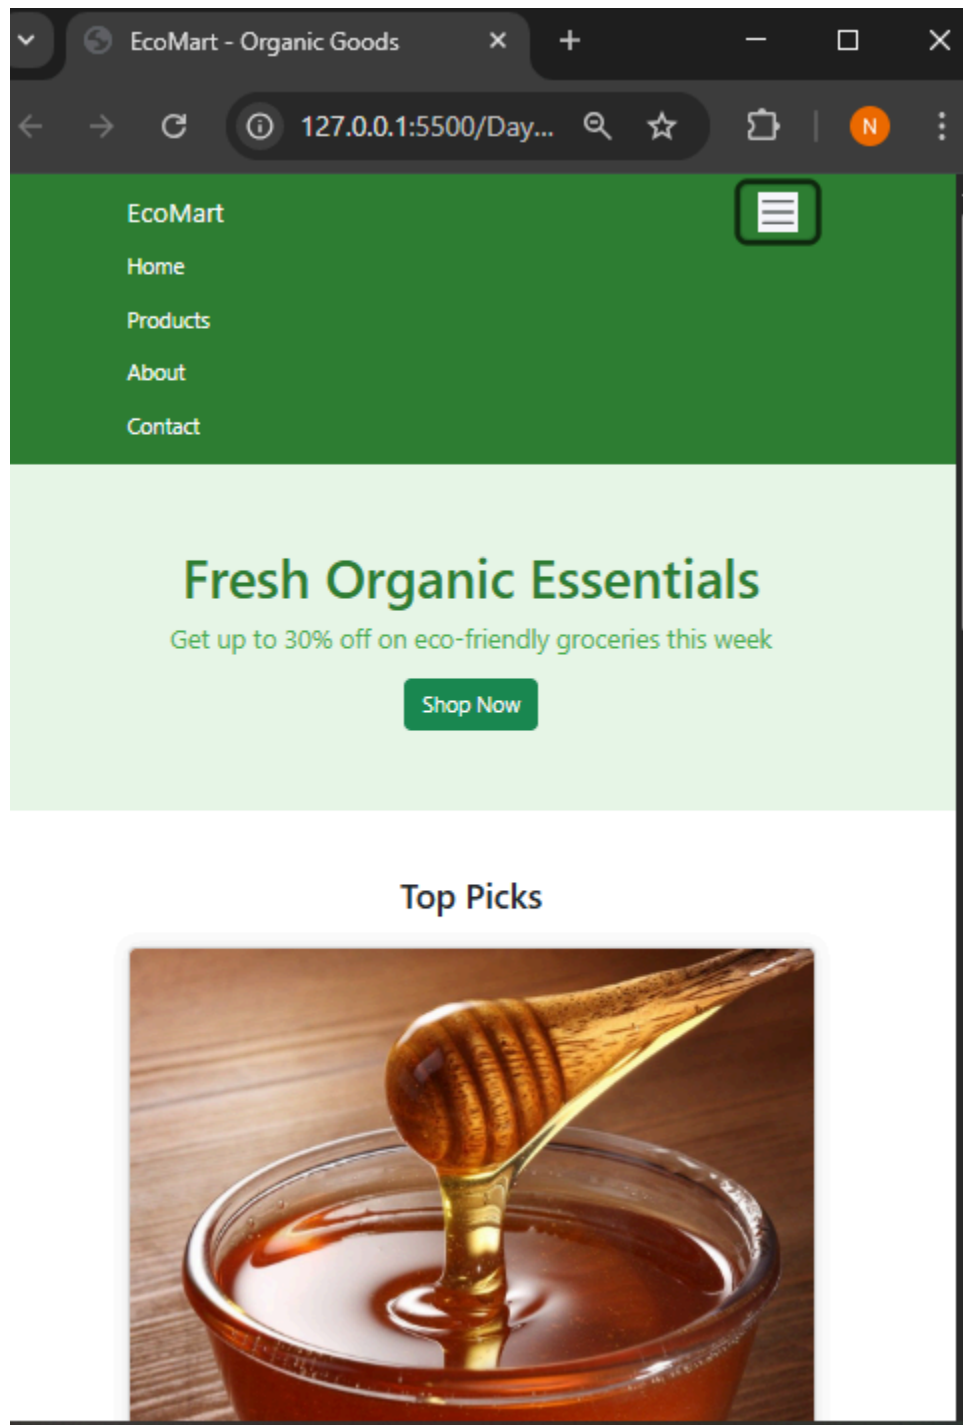 EcoMart - Organic Goods
127.0.0.1:5500/Day...
N
EcoMart
Home
Products
About
Contact
Fresh Organic Essentials
Get up to 30% off on eco-friendly groceries this week
Shop Now
Top Picks